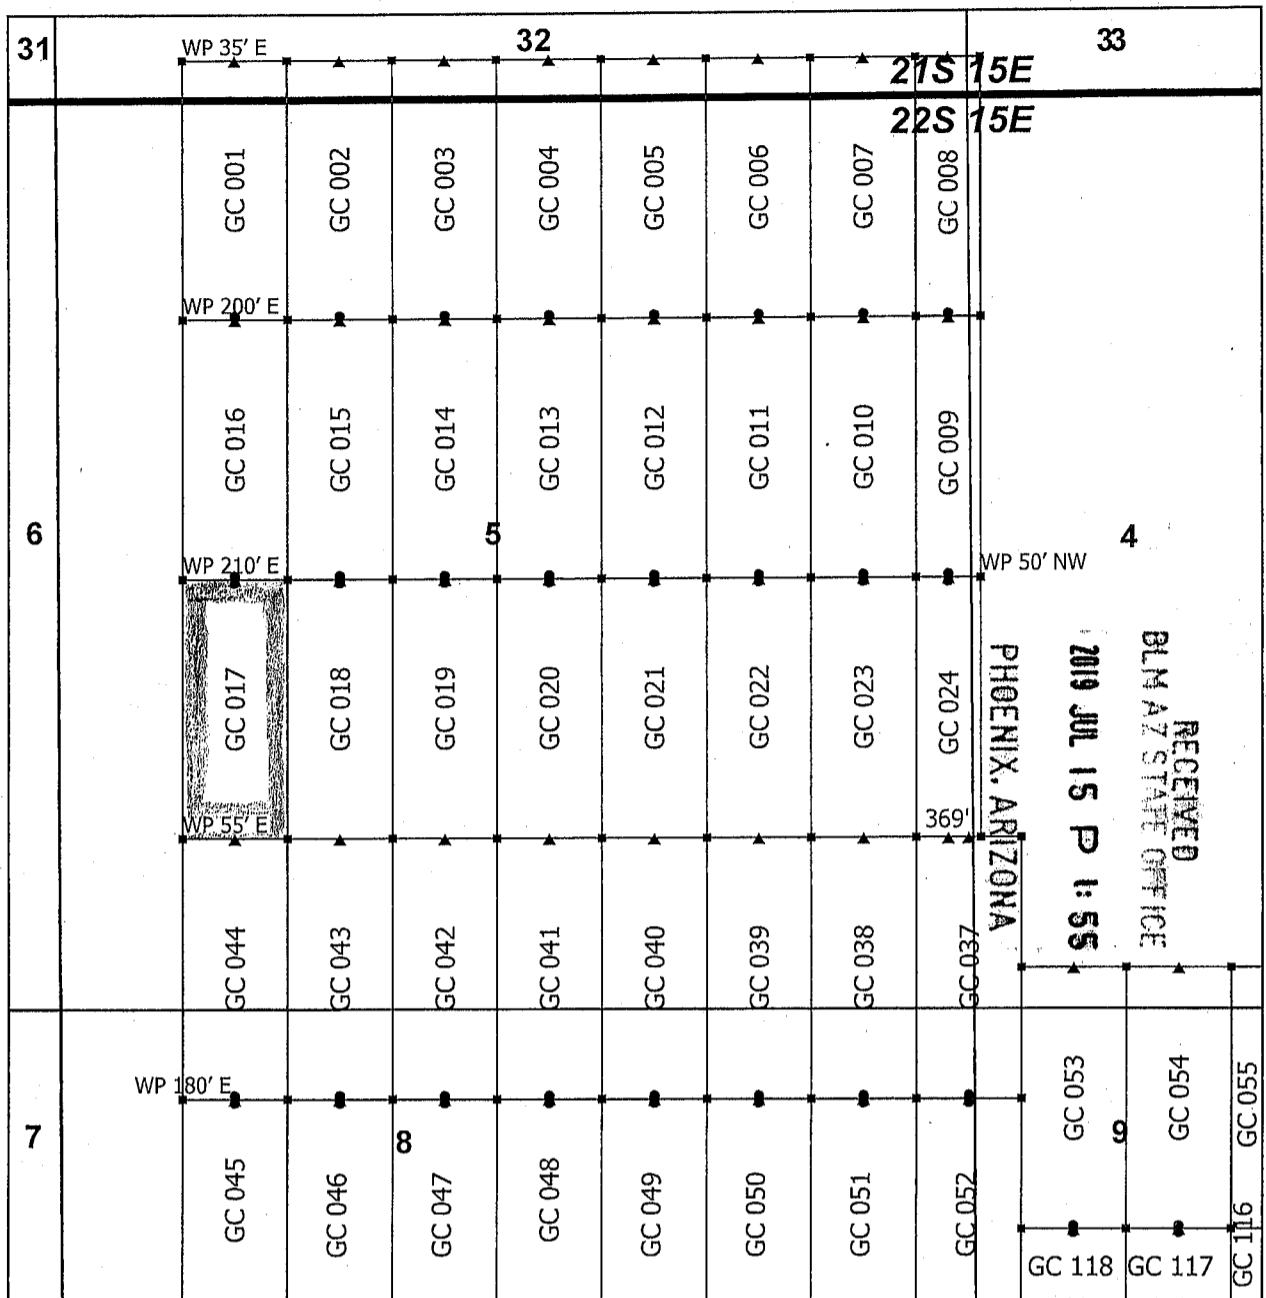 31
WP 35' E
32
33
21S 15E
22S 15E
GC 001
GC 002
GC 003
GC 004
GC 005
GC 006
GC 007
GC 008
WP 200' E
GC 016
GC 015
GC 014
GC 013
GC 012
GC 011
GC 010
GC 009
6
5
4
WP 210' E
WP 50' NW
GC 017
GC 018
GC 019
GC 020
GC 021
GC 022
GC 023
GC 024
RECEIVED
BLM AZ STATE OFFICE
2019 JUL 15 P 1:55
PHOENIX, ARIZONA
WP 55' E
369'
GC 044
GC 043
GC 042
GC 041
GC 040
GC 039
GC 038
GC 037
WP 180' E
GC 053
GC 054
GC 055
7
8
9
GC 045
GC 046
GC 047
GC 048
GC 049
GC 050
GC 051
GC 052
GC 118
GC 117
GC 116